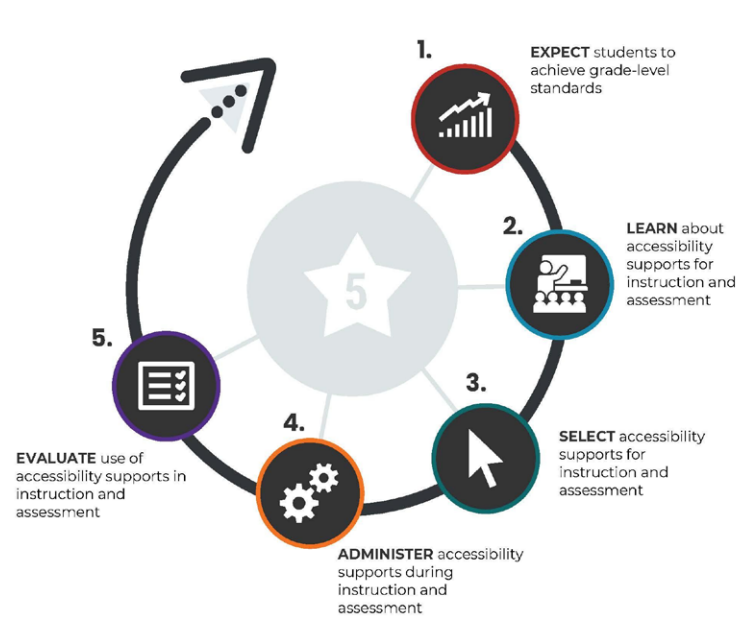 1.
EXPECT students to
achieve grade-level
standards
2.
LEARN about
accessibility
supports for
instruction and
assessment
5
3.
SELECT accessibility
supports for
instruction and
assessment
4.
ADMINISTER accessibility
supports during
instruction and
assessment
5.
EVALUATE use of
accessibility supports in
instruction and
assessment